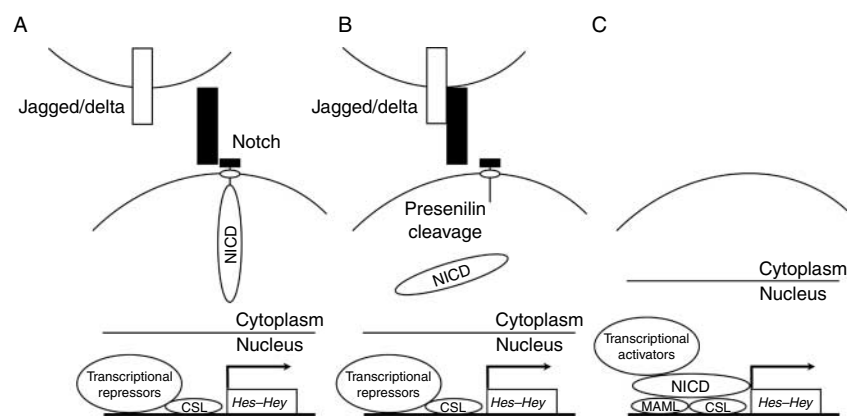 A
Jagged/delta
Notch
NICD
Cytoplasm
Nucleus
Transcriptional
repressors
CSL
Hes–Hey
B
Jagged/delta
Presenilin
cleavage
NICD
Cytoplasm
Nucleus
Transcriptional
repressors
CSL
Hes–Hey
C
Cytoplasm
Nucleus
Transcriptional
activators
NICD
MAML
CSL
Hes–Hey